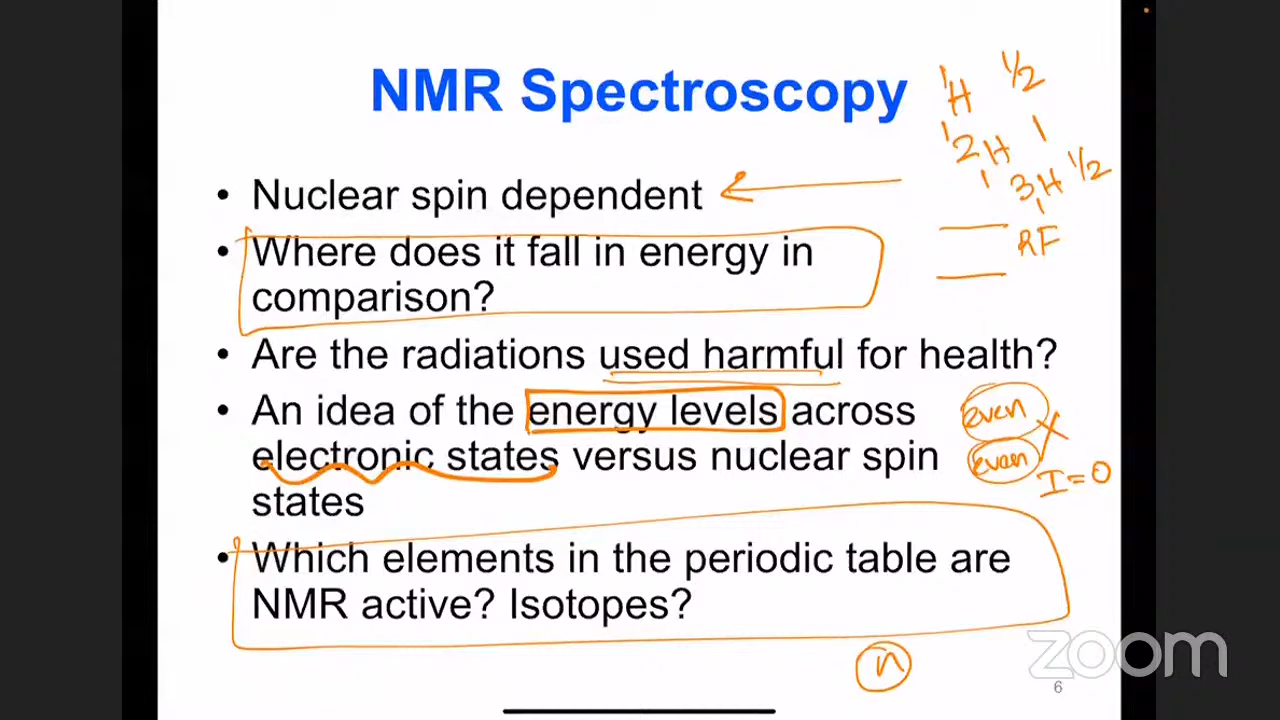 NMR Spectroscopy
1H 1/2
1
2H 1
1
3H 1/2
1
• Nuclear spin dependent
RF
• Where does it fall in energy in
comparison?
• Are the radiations used harmful for health?
• An idea of the energy levels across
even
electronic states versus nuclear spin
even
I=0
states
• Which elements in the periodic table are
NMR active? Isotopes?
n
zoom
6